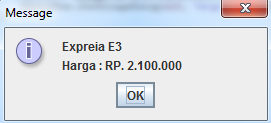 Message
Expreia E3
Harga : RP. 2.100.000
OK